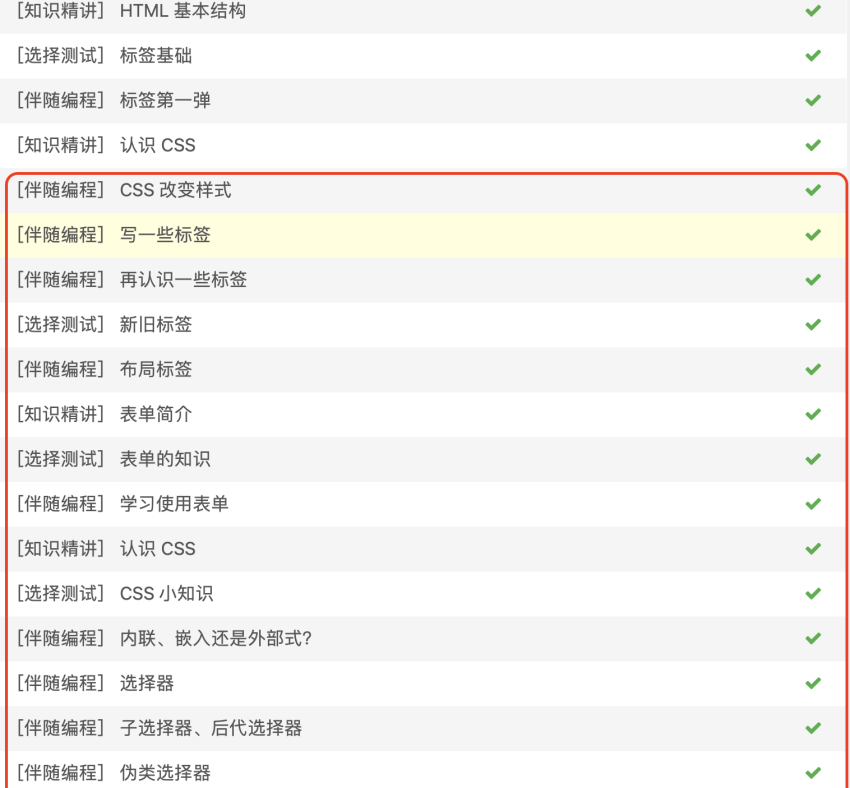 [知识精讲] HTML 基本结构
[选择测试] 标签基础
[伴随编程] 标签第一弹
[知识精讲] 认识 CSS
[伴随编程] CSS 改变样式
[伴随编程] 写一些标签
[伴随编程] 再认识一些标签
[选择测试] 新旧标签
[伴随编程] 布局标签
[知识精讲] 表单简介
[选择测试] 表单的知识
[伴随编程] 学习使用表单
[知识精讲] 认识 CSS
[选择测试] CSS 小知识
[伴随编程] 内联、嵌入还是外部式?
[伴随编程] 选择器
[伴随编程] 子选择器、后代选择器
[伴随编程] 伪类选择器